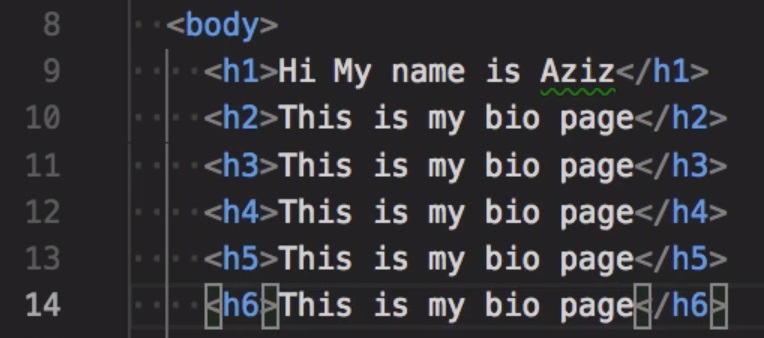 8 <body>
9 <h1>Hi My name is Aziz</h1>
10 <h2>This is my bio page</h2>
11 <h3>This is my bio page</h3>
12 <h4>This is my bio page</h4>
13 <h5>This is my bio page</h5>
14 <h6>This is my bio page</h6>